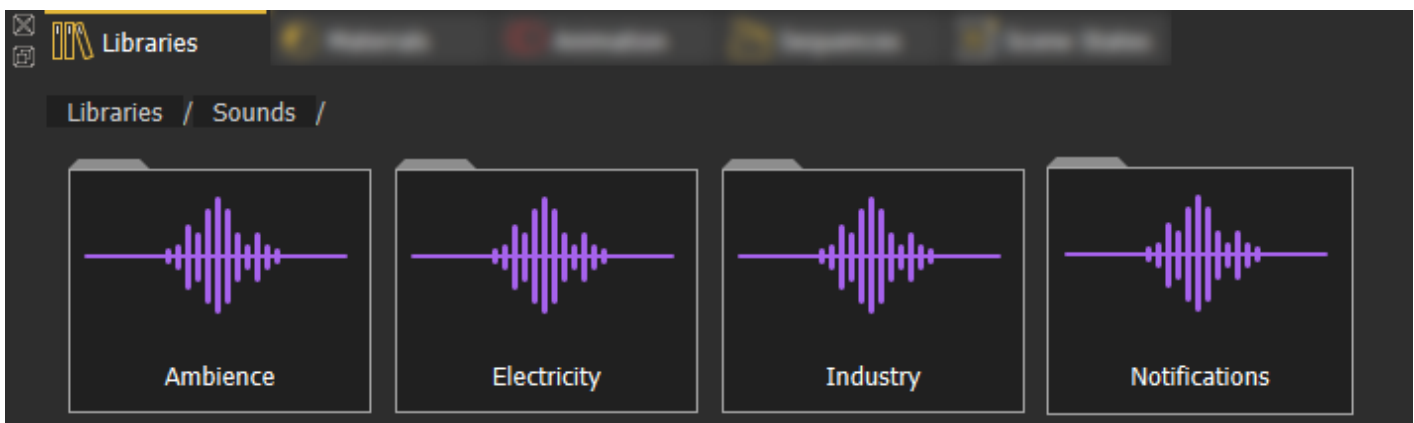 Libraries
Libraries / Sounds /
Ambience Electricity Industry Notifications